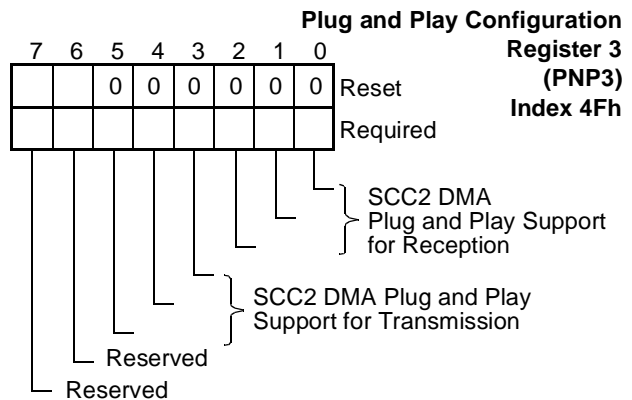 Plug and Play Configuration
Register 3
(PNP3)
Index 4Fh
7 6 5 4 3 2 1 0
0 0 0 0 0 0 Reset
Required
SCC2 DMA
Plug and Play Support
for Reception
SCC2 DMA Plug and Play
Support for Transmission
Reserved
Reserved